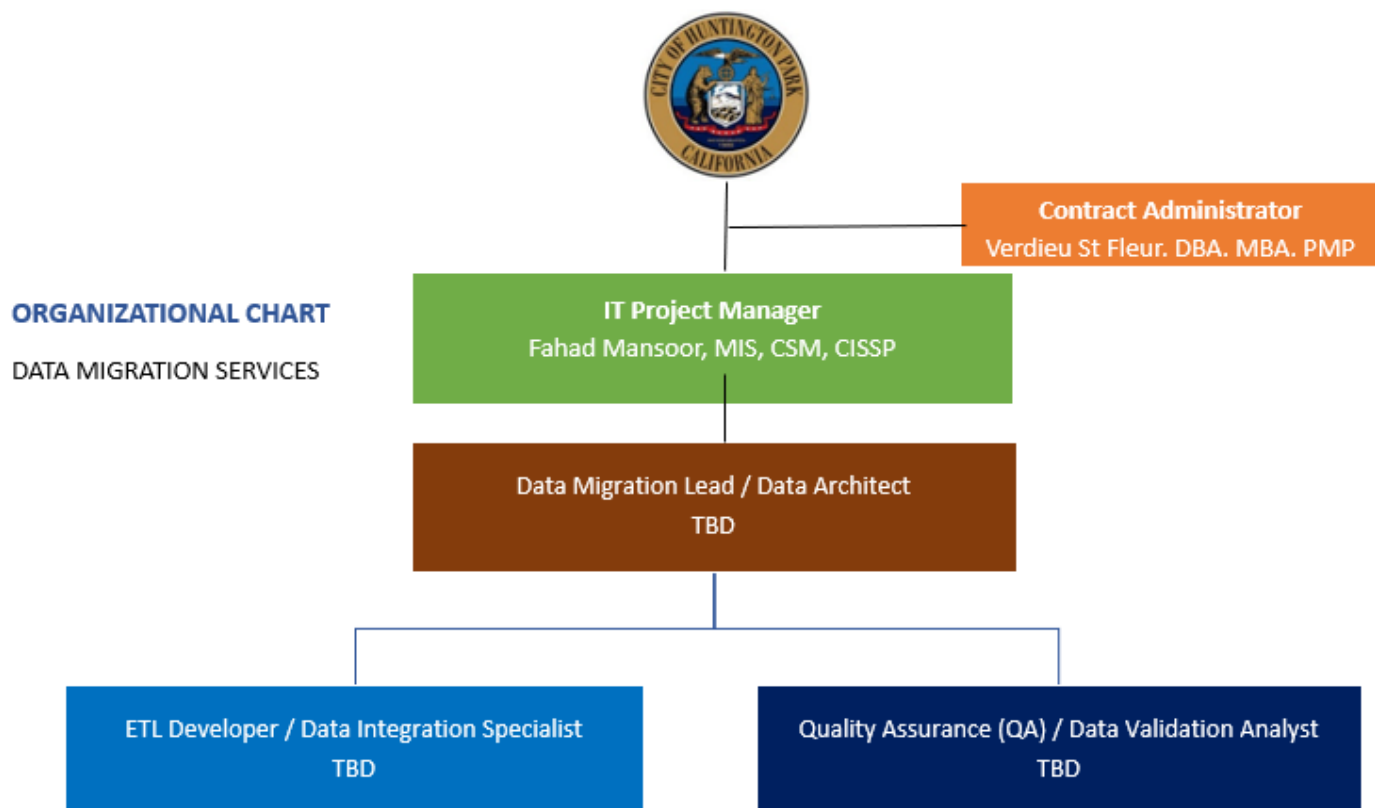 CITY OF HUNTINGTON PARK
CALIFORNIA
Contract Administrator
Verdieu St Fleur. DBA. MBA. PMP
ORGANIZATIONAL CHART
DATA MIGRATION SERVICES
IT Project Manager
Fahad Mansoor, MIS, CSM, CISSP
Data Migration Lead / Data Architect
TBD
ETL Developer / Data Integration Specialist
TBD
Quality Assurance (QA) / Data Validation Analyst
TBD